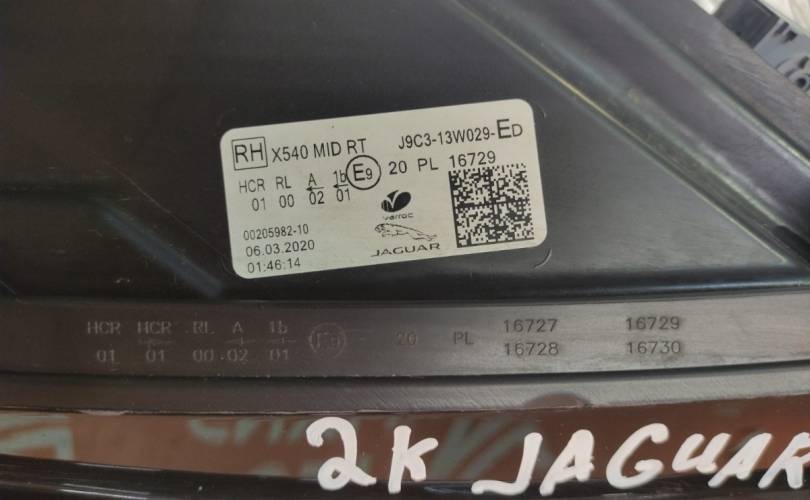 RH X540 MID RT J9C3-13W029-ED
HCR RL A 1b E9 20 PL 16729
01 00 02 01
varroc
00205982-10
06.03.2020
JAGUAR
01:46:14
HCR HCR RL A 1b E9 20 PL 16727 16729
01 01 00 02 01 16728 16730
2K JAGUAR